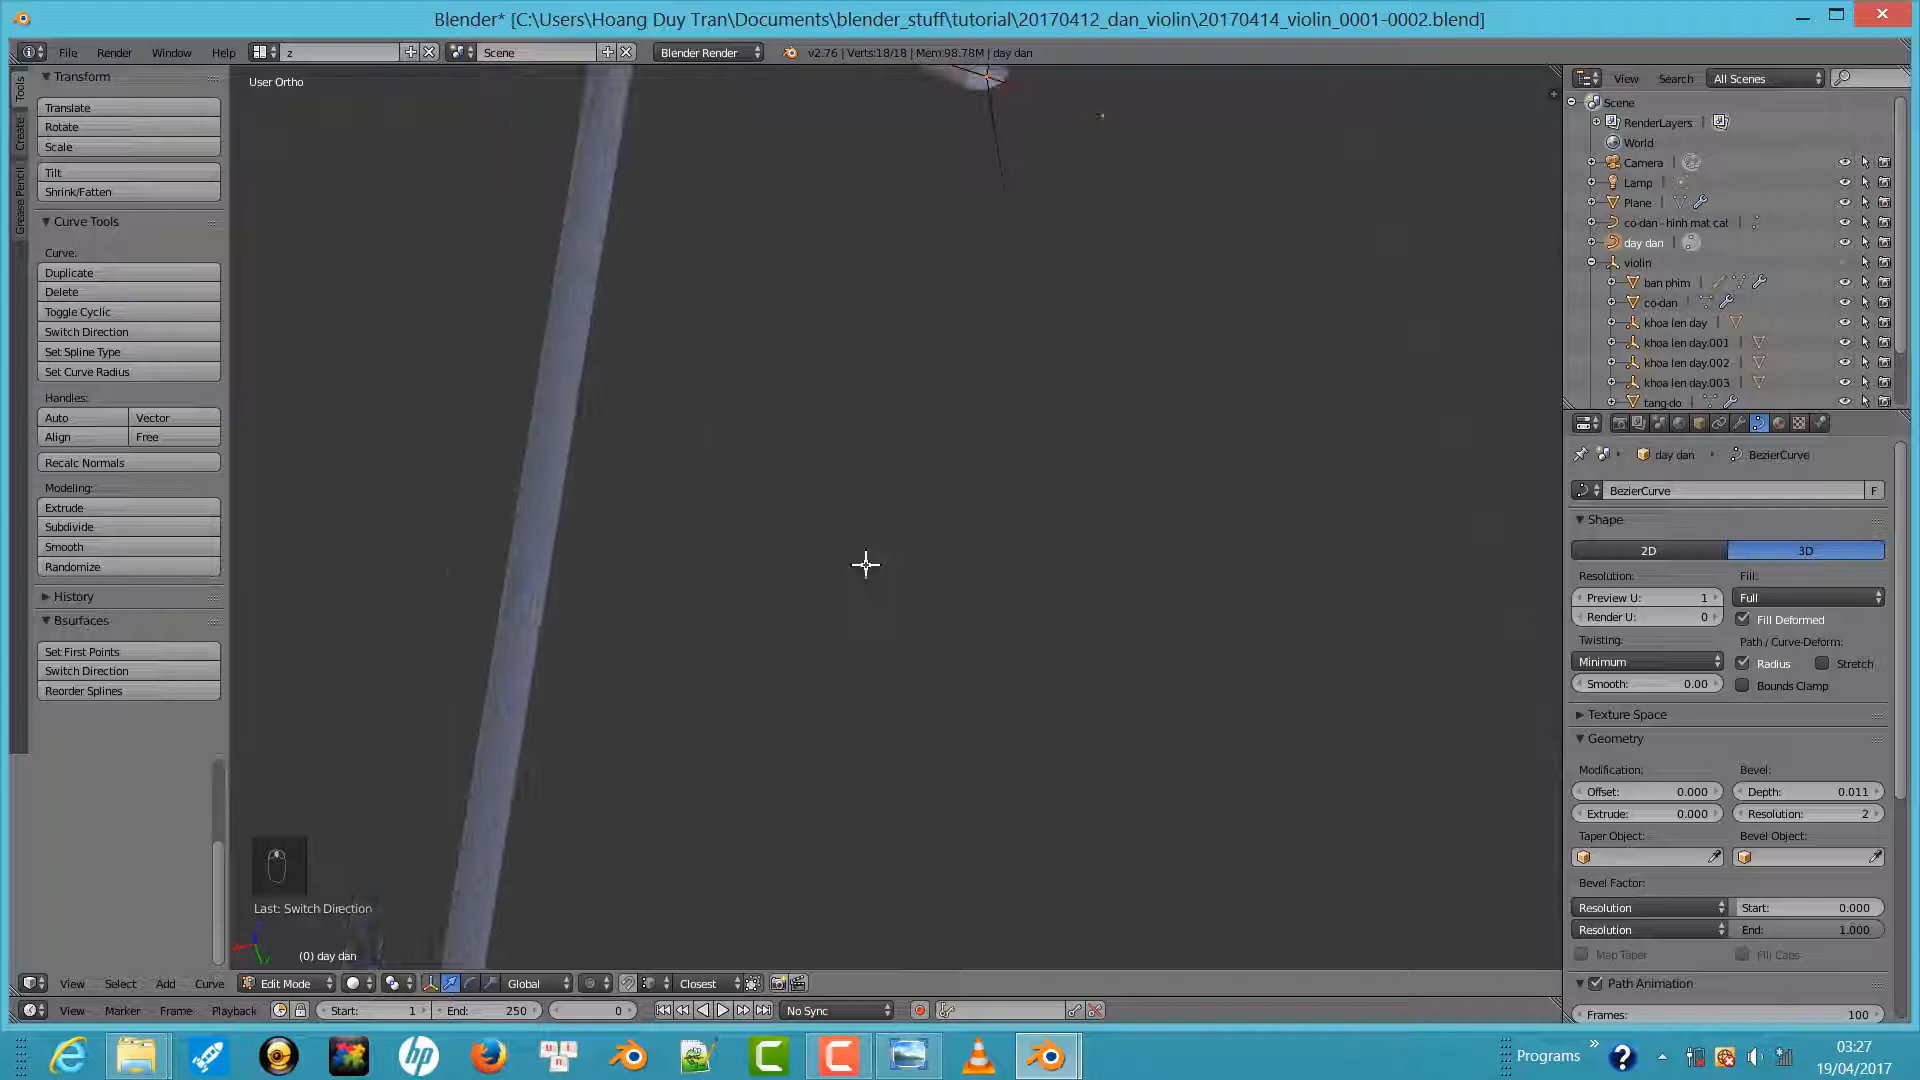 Blender* [C:\Users\Hoang Duy Tran\Documents\blender_stuff\tutorial\20170412_dan_violin\20170414_violin_0001-0002.blend]
File Render Window Help z Scene Blender Render v2.76 | Verts:18/18 | Mem:98.78M | day dan
Tools
Create
Grease Pencil
Transform
Translate
Rotate
Scale
Tilt
Shrink/Fatten
Curve Tools
Curve:
Duplicate
Delete
Toggle Cyclic
Switch Direction
Set Spline Type
Set Curve Radius
Handles:
Auto Vector
Align Free
Recalc Normals
Modeling:
Extrude
Subdivide
Smooth
Randomize
History
Bsurfaces
Set First Points
Switch Direction
Reorder Splines
User Ortho
Last: Switch Direction
(0) day dan
View Search All Scenes
Scene
RenderLayers
World
Camera
Lamp
Plane
co-dan - hinh mat cat
day dan
violin
ban phim
co-dan
khoa len day
khoa len day.001
khoa len day.002
khoa len day.003
tang-do
day dan BezierCurve
BezierCurve F
Shape
2D 3D
Resolution: Fill:
Preview U: 1 Full
Render U: 0 Fill Deformed
Twisting: Path / Curve-Deform:
Minimum Radius Stretch
Smooth: 0.00 Bounds Clamp
Texture Space
Geometry
Modification: Bevel:
Offset: 0.000 Depth: 0.011
Extrude: 0.000 Resolution: 2
Taper Object: Bevel Object:
Bevel Factor:
Resolution Start: 0.000
Resolution End: 1.000
Map Taper Fill Caps
Path Animation
Frames: 100
View Select Add Curve Edit Mode Global Closest
View Marker Frame Playback Start: 1 End: 250 0 No Sync
Programs
03:27
19/04/2017